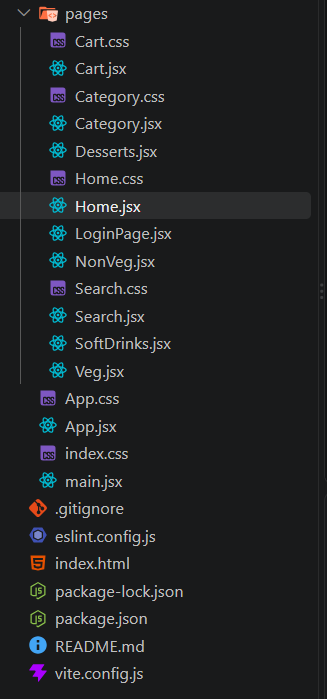 pages
Cart.css
Cart.jsx
Category.css
Category.jsx
Desserts.jsx
Home.css
Home.jsx
LoginPage.jsx
NonVeg.jsx
Search.css
Search.jsx
SoftDrinks.jsx
Veg.jsx
App.css
App.jsx
index.css
main.jsx
.gitignore
eslint.config.js
index.html
package-lock.json
package.json
README.md
vite.config.js